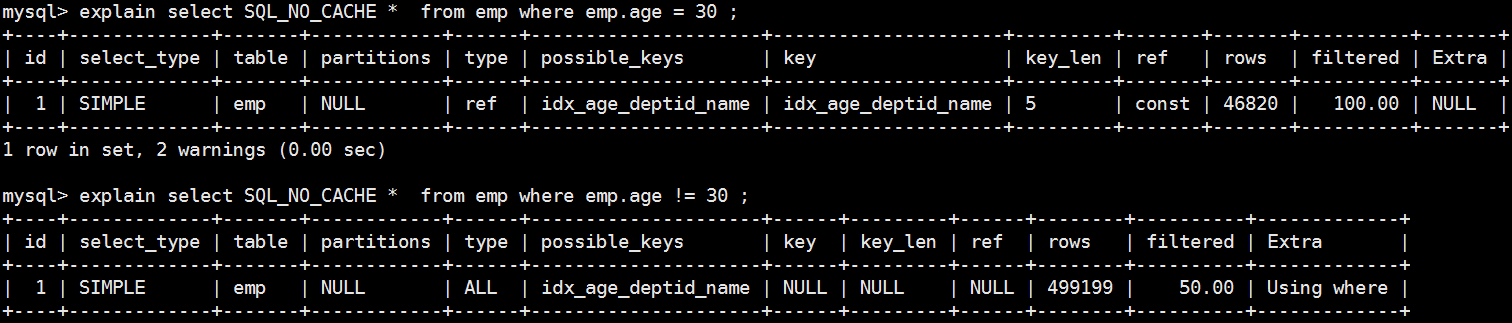 mysql> explain select SQL_NO_CACHE *  from emp where emp.age = 30 ;
+----+-------------+-------+------------+------+---------------------+---------------------+---------+-------+-------+----------+-------+
| id | select_type | table | partitions | type | possible_keys       | key                 | key_len | ref   | rows  | filtered | Extra |
+----+-------------+-------+------------+------+---------------------+---------------------+---------+-------+-------+----------+-------+
|  1 | SIMPLE      | emp   | NULL       | ref  | idx_age_deptid_name | idx_age_deptid_name | 5       | const | 46820 |   100.00 | NULL  |
+----+-------------+-------+------------+------+---------------------+---------------------+---------+-------+-------+----------+-------+
1 row in set, 2 warnings (0.00 sec)

mysql> explain select SQL_NO_CACHE *  from emp where emp.age != 30 ;
+----+-------------+-------+------------+------+---------------------+------+---------+------+--------+----------+-------------+
| id | select_type | table | partitions | type | possible_keys       | key  | key_len | ref  | rows   | filtered | Extra       |
+----+-------------+-------+------------+------+---------------------+------+---------+------+--------+----------+-------------+
|  1 | SIMPLE      | emp   | NULL       | ALL  | idx_age_deptid_name | NULL | NULL    | NULL | 499199 |    50.00 | Using where |
+----+-------------+-------+------------+------+---------------------+------+---------+------+--------+----------+-------------+